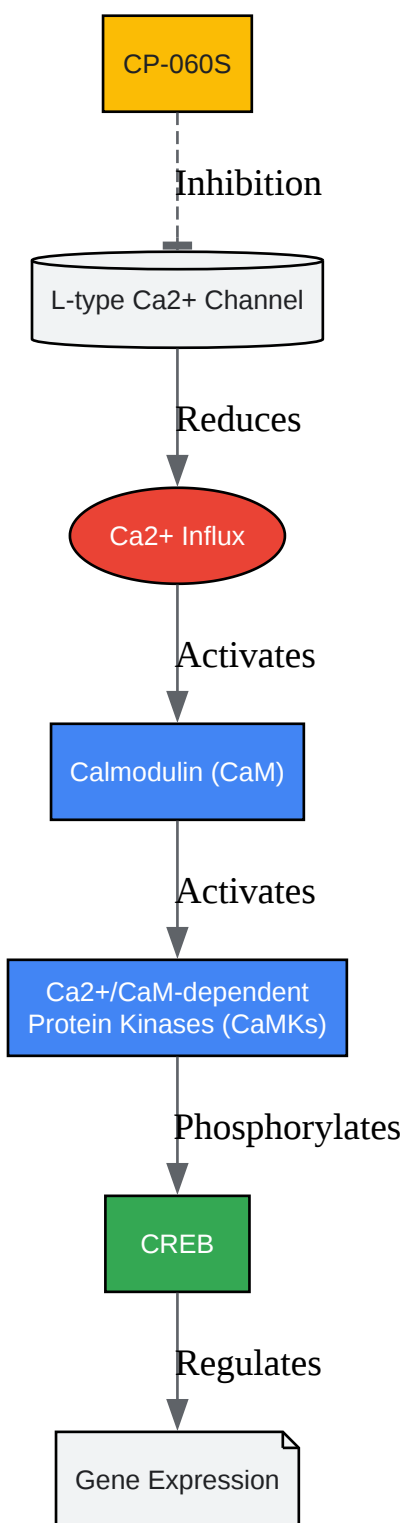 CP-060S
Inhibition
L-type Ca2+ Channel
Reduces
Ca2+ Influx
Activates
Calmodulin (CaM)
Activates
Ca2+/CaM-dependent
Protein Kinases (CaMKs)
Phosphorylates
CREB
Regulates
Gene Expression